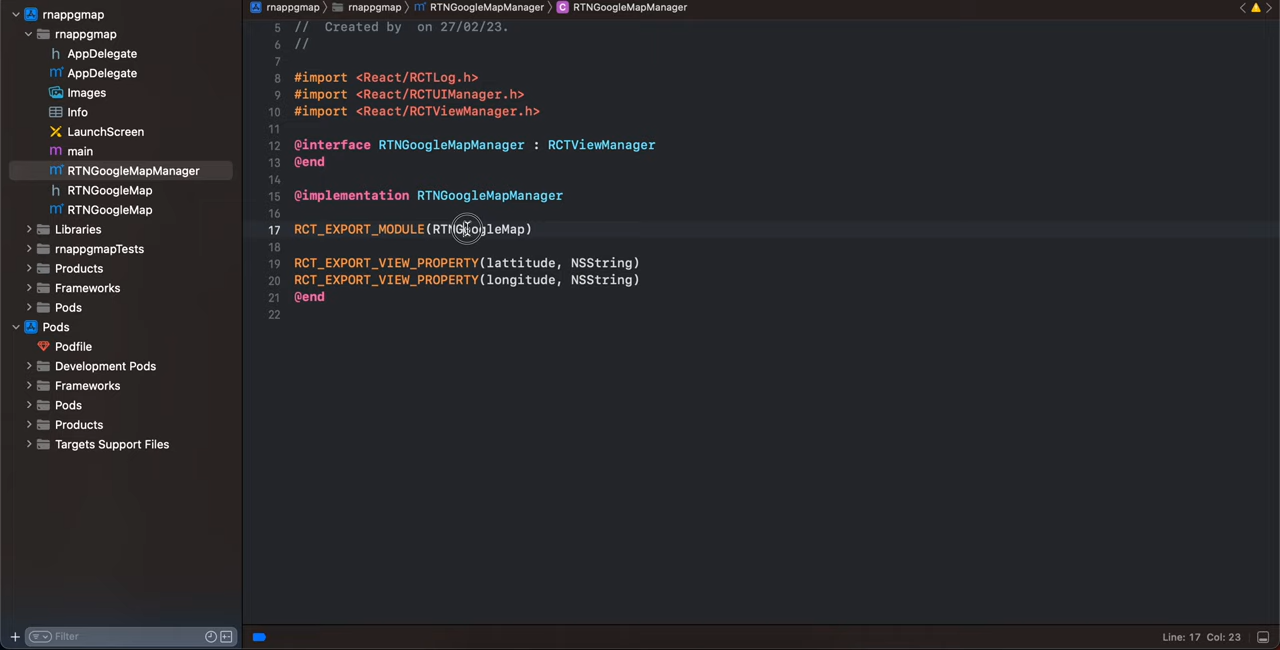 rnappgmap
rnappgmap
h AppDelegate
m AppDelegate
Images
Info
LaunchScreen
m main
m RTNGoogleMapManager
h RTNGoogleMap
m RTNGoogleMap
Libraries
rnappgmapTests
Products
Frameworks
Pods
Pods
Podfile
Development Pods
Frameworks
Pods
Products
Targets Support Files
Filter
rnappgmap rnappgmap m RTNGoogleMapManager C RTNGoogleMapManager
5 // Created by on 27/02/23.
6 //
7
8 #import <React/RCTLog.h>
9 #import <React/RCTUIManager.h>
10 #import <React/RCTViewManager.h>
11
12 @interface RTNGoogleMapManager : RCTViewManager
13 @end
14
15 @implementation RTNGoogleMapManager
16
17 RCT_EXPORT_MODULE(RTNGoogleMap)
18
19 RCT_EXPORT_VIEW_PROPERTY(lattitude, NSString)
20 RCT_EXPORT_VIEW_PROPERTY(longitude, NSString)
21 @end
22
Line: 17 Col: 23